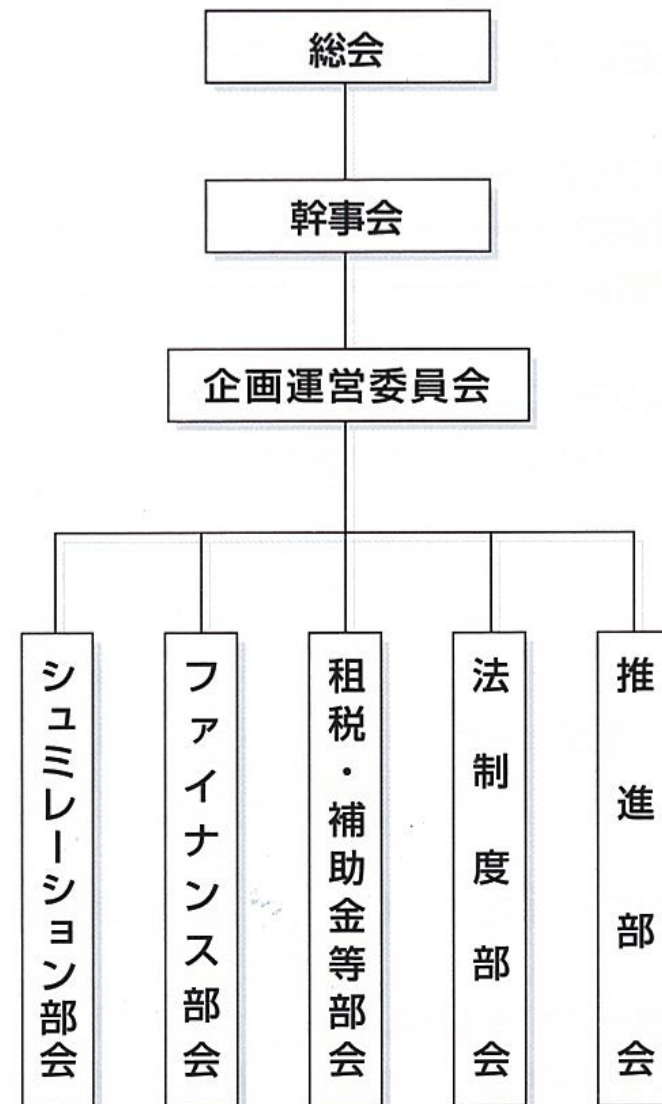 総会
幹事会
企画運営委員会
シュミレーション部会
ファイナンス部会
租税・補助金等部会
法制度部会
推進部会